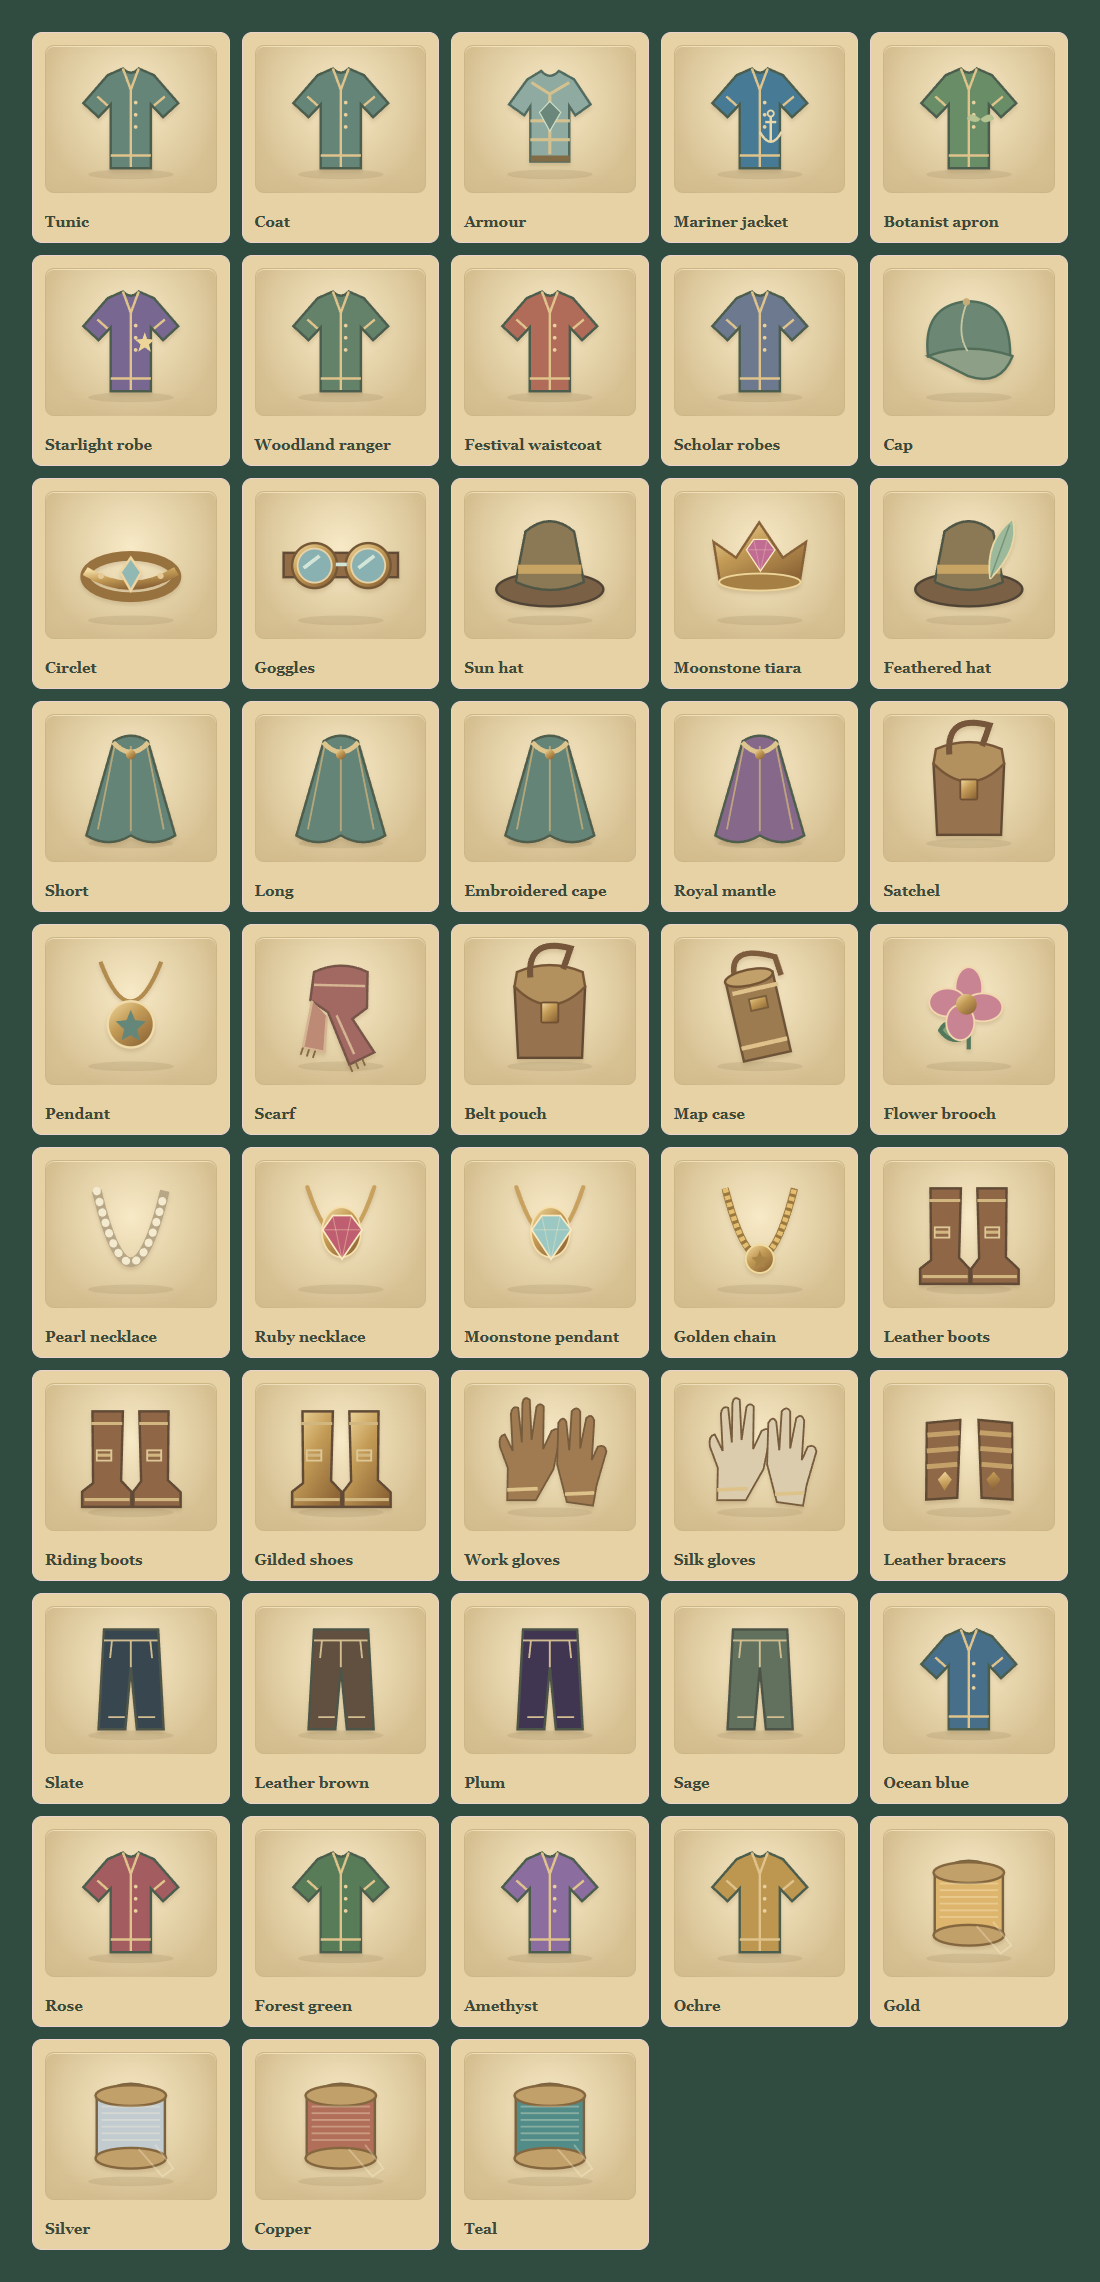 Tunic
Coat
Armour
Mariner jacket
Botanist apron
Starlight robe
Woodland ranger
Festival waistcoat
Scholar robes
Cap
Circlet
Goggles
Sun hat
Moonstone tiara
Feathered hat
Short
Long
Embroidered cape
Royal mantle
Satchel
Pendant
Scarf
Belt pouch
Map case
Flower brooch
Pearl necklace
Ruby necklace
Moonstone pendant
Golden chain
Leather boots
Riding boots
Gilded shoes
Work gloves
Silk gloves
Leather bracers
Slate
Leather brown
Plum
Sage
Ocean blue
Rose
Forest green
Amethyst
Ochre
Gold
Silver
Copper
Teal